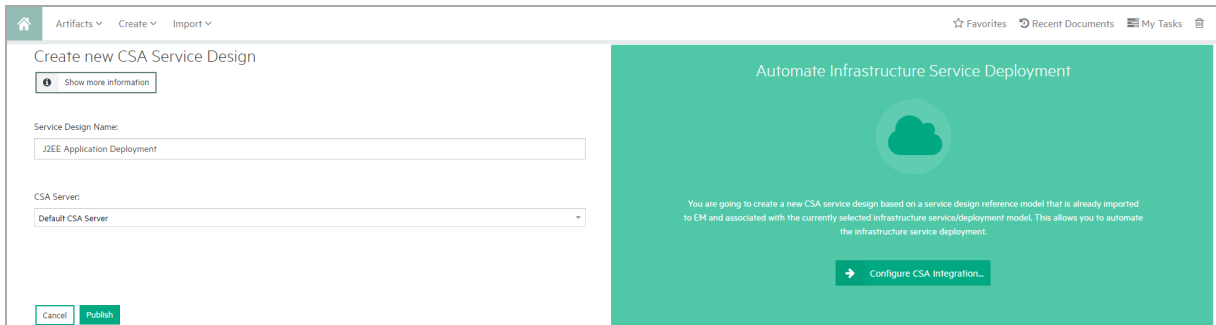 Artifacts Create Import Favorites Recent Documents My Tasks
Create new CSA Service Design
Show more information
Service Design Name:
J2EE Application Deployment
CSA Server:
Default CSA Server
Cancel Publish
Automate Infrastructure Service Deployment
You are going to create a new CSA service design based on a service design reference model that is already imported
to EM and associated with the currently selected infrastructure service/deployment model. This allows you to automate
the infrastructure service deployment.
Configure CSA Integration...